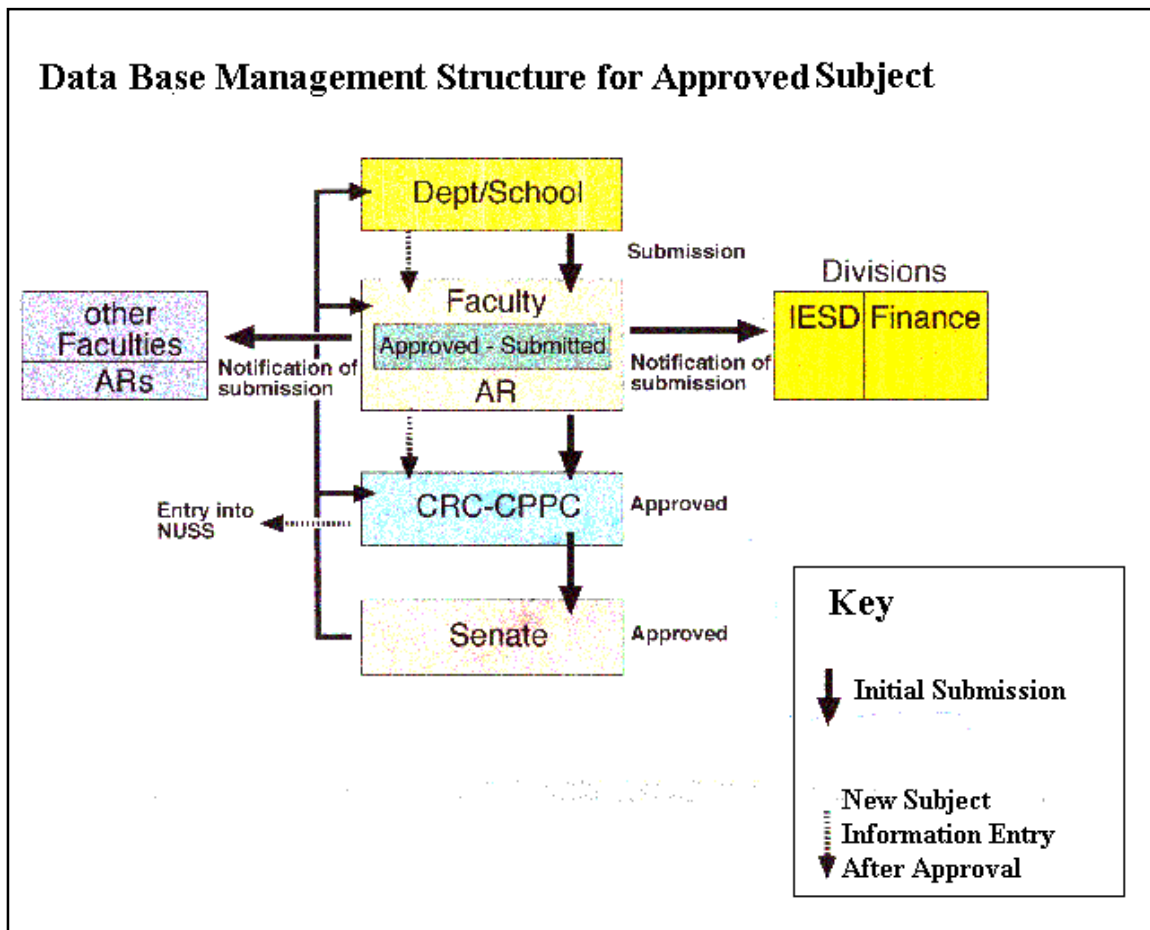 Data Base Management Structure for Approved Subject
Dept/School
Submission
Divisions
other
Faculties
ARs
Notification of
submission
Faculty
Approved - Submitted
AR
Notification of
submission
IESD
Finance
Entry into
NUSS
CRC-CPPC
Approved
Senate
Approved
Key
Initial Submission
New Subject
Information Entry
After Approval